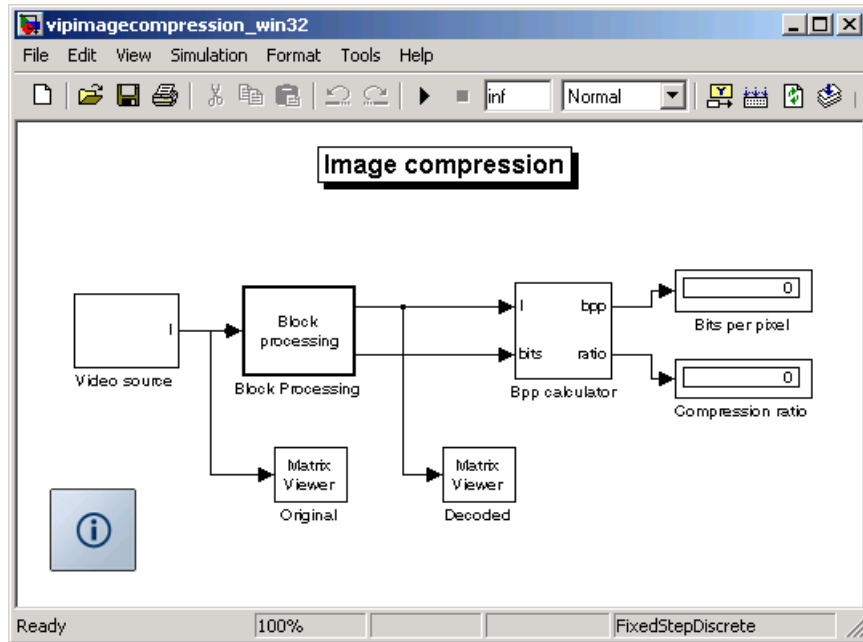 vipimagecompression_win32
File Edit View Simulation Format Tools Help
inf Normal
Image compression
I
Video source
Block processing
Block Processing
I bpp
bits ratio
Bpp calculator
0
Bits per pixel
0
Compression ratio
Matrix Viewer
Original
Matrix Viewer
Decoded
Ready 100% FixedStepDiscrete